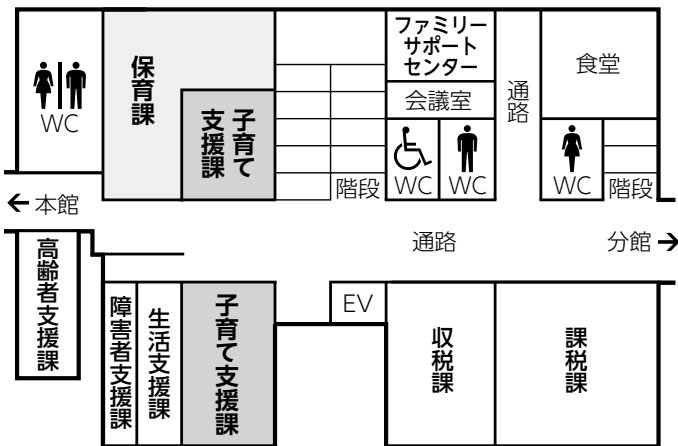 WC
保育課
子育て
支援課
階段
ファミリー
サポート
センター
会議室
WC
WC
通路
食堂
WC
階段
← 本館
通路
分館 →
高齢者支援課
障害者支援課
生活支援課
子育て支援課
EV
収税課
課税課